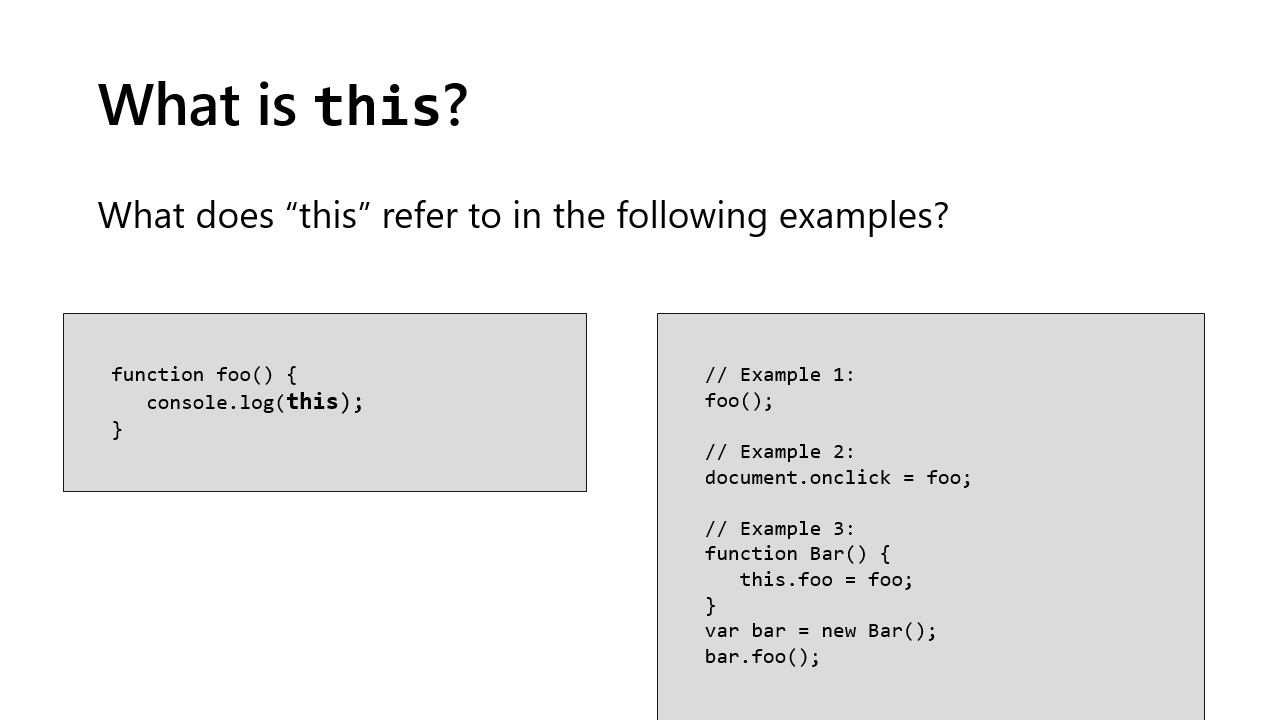 What is this?
What does “this” refer to in the following examples?
function foo() {
   console.log(this);
}
// Example 1:
foo();
// Example 2:
document.onclick = foo;
// Example 3:
function Bar() {
   this.foo = foo;
}
var bar = new Bar();
bar.foo();